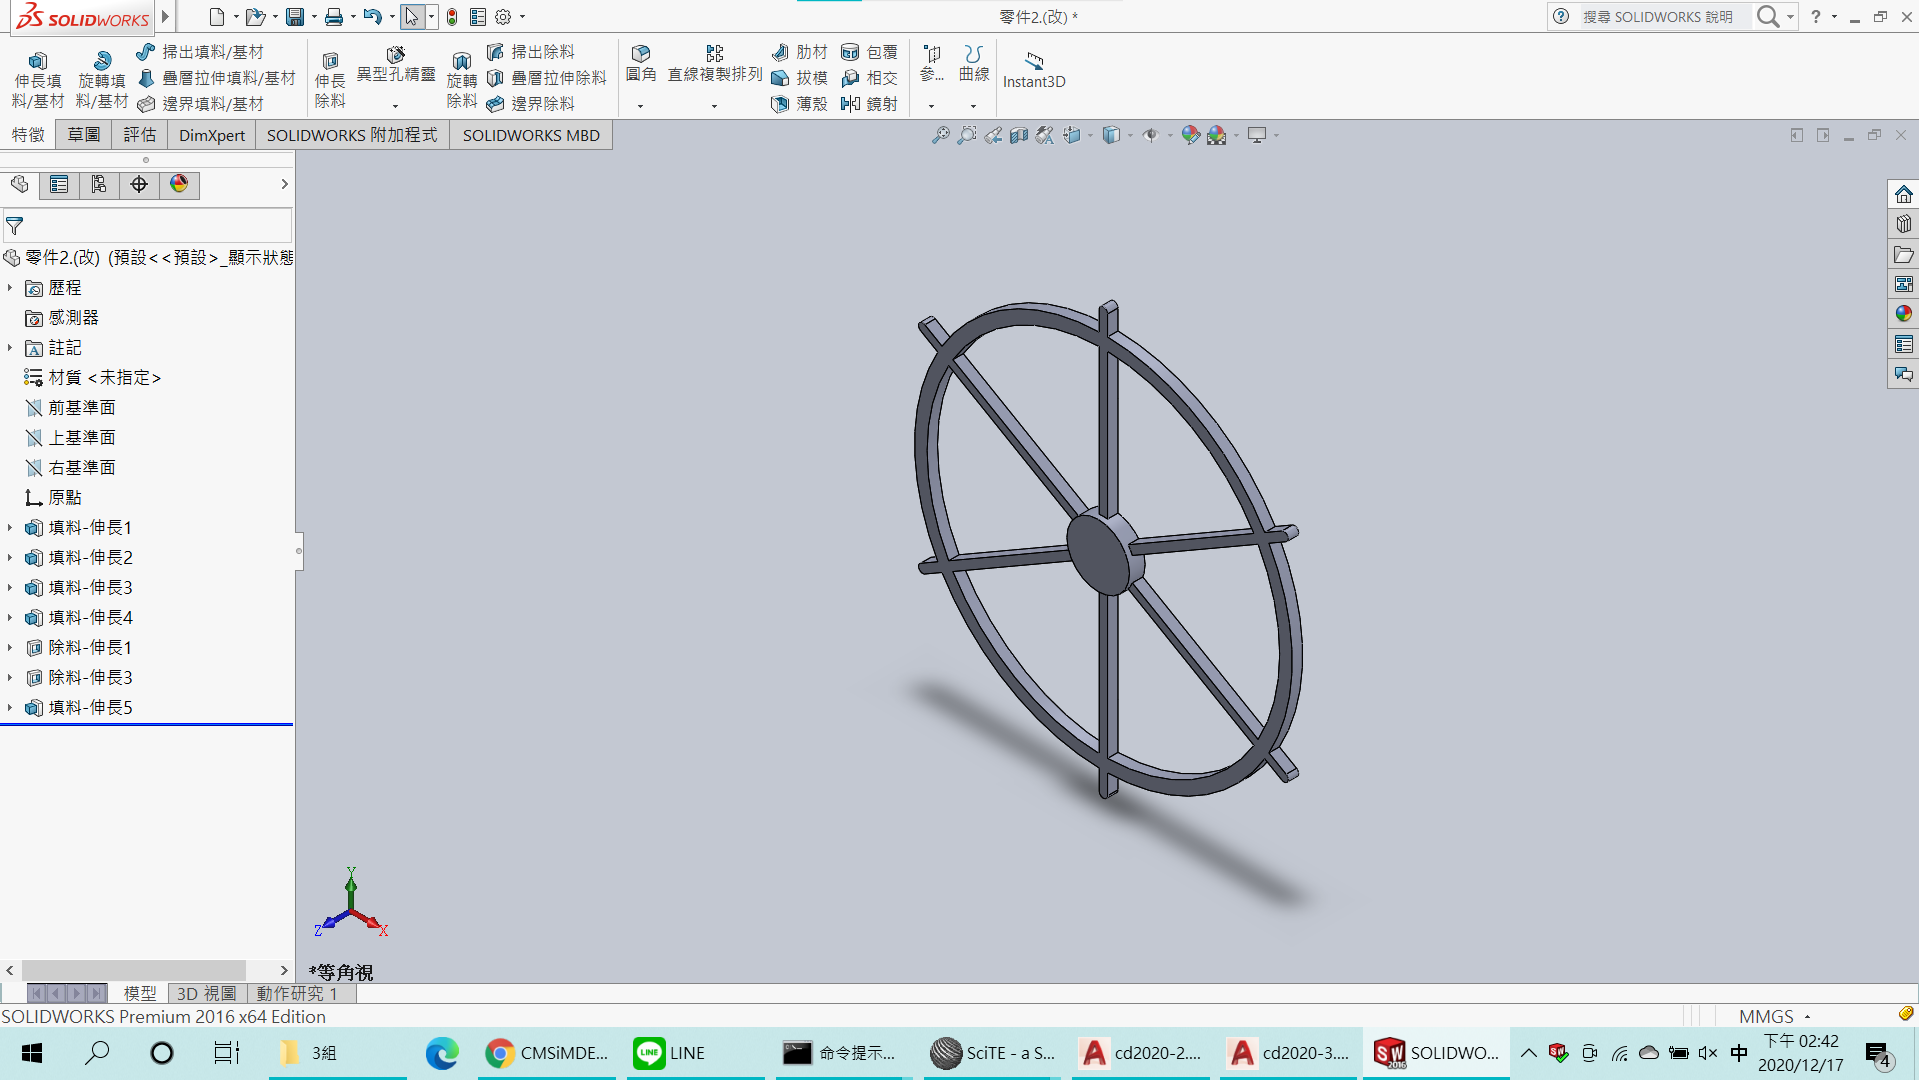 SOLIDWORKS
零件2.(改) *
搜尋 SOLIDWORKS 說明
伸長填料/基材
旋轉填料/基材
掃出填料/基材
疊層拉伸填料/基材
邊界填料/基材
伸長除料
異型孔精靈
旋轉除料
掃出除料
疊層拉伸除料
邊界除料
圓角
直線複製排列
肋材
拔模
薄殼
包覆
相交
鏡射
參...
曲線
Instant3D
特徵
草圖
評估
DimXpert
SOLIDWORKS 附加程式
SOLIDWORKS MBD
零件2.(改) (預設<<預設>_顯示狀態
歷程
感測器
註記
材質 <未指定>
前基準面
上基準面
右基準面
原點
填料-伸長1
填料-伸長2
填料-伸長3
填料-伸長4
除料-伸長1
除料-伸長3
填料-伸長5
Y
Z
X
*等角視
模型
3D 視圖
動作研究 1
SOLIDWORKS Premium 2016 x64 Edition
MMGS
3組
CMSiMDE...
LINE
命令提示...
SciTE - a S...
cd2020-2....
cd2020-3....
SOLIDWO...
中
下午 02:42
2020/12/17
4